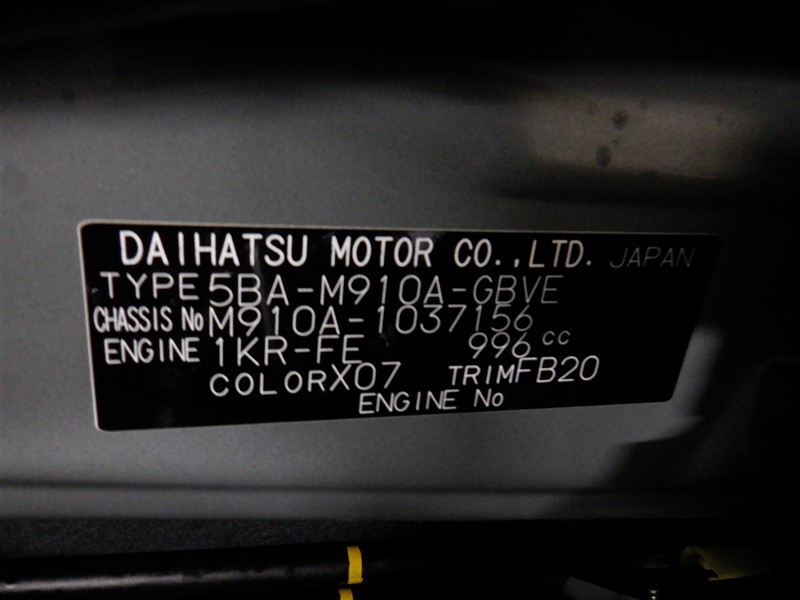 DAIHATSU MOTOR CO.,LTD. JAPAN
TYPE 5BA-M910A-GBVE
CHASSIS No M910A-1037156
ENGINE 1KR-FE 996 cc
COLOR X07 TRIM FB20
ENGINE No